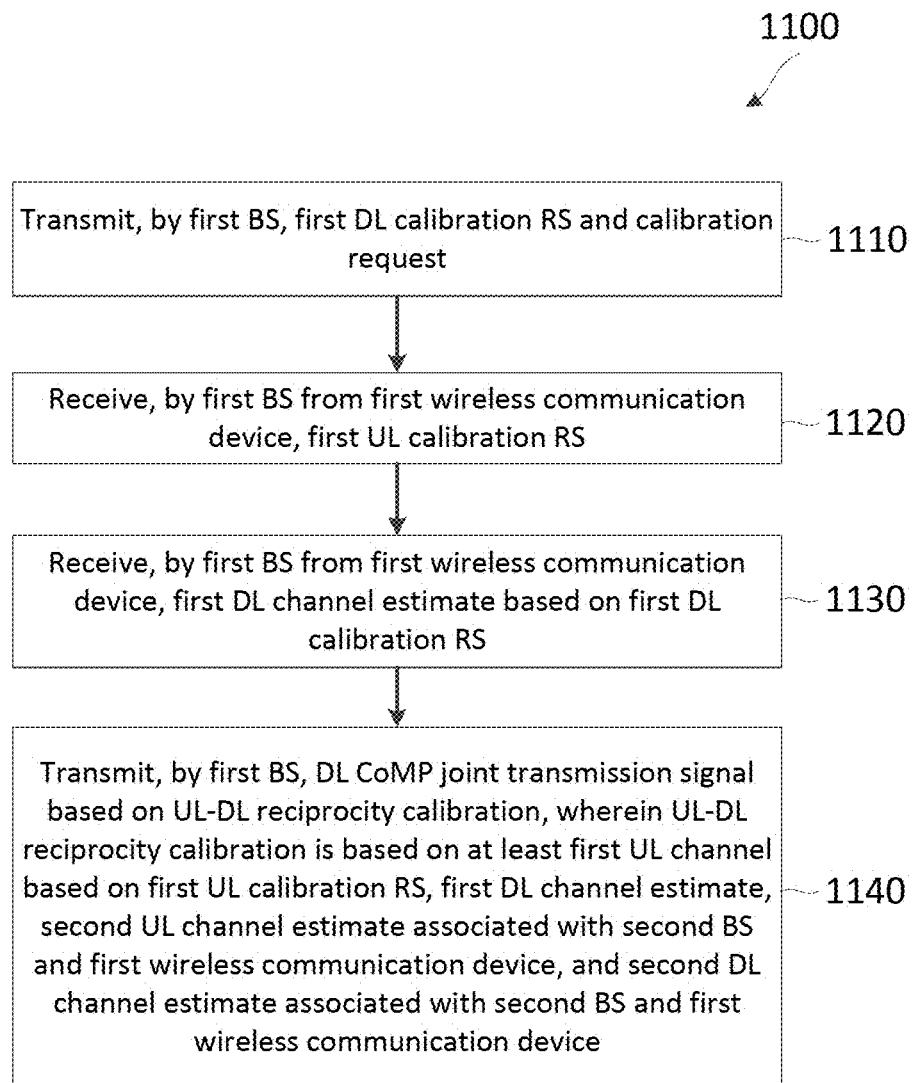 1100
Transmit, by first BS, first DL calibration RS and calibration
request
1110
Receive, by first BS from first wireless communication
device, first UL calibration RS
1120
Receive, by first BS from first wireless communication
device, first DL channel estimate based on first DL
calibration RS
1130
Transmit, by first BS, DL CoMP joint transmission signal
based on UL-DL reciprocity calibration, wherein UL-DL
reciprocity calibration is based on at least first UL channel
based on first UL calibration RS, first DL channel estimate,
second UL channel estimate associated with second BS
and first wireless communication device, and second DL
channel estimate associated with second BS and first
wireless communication device
1140